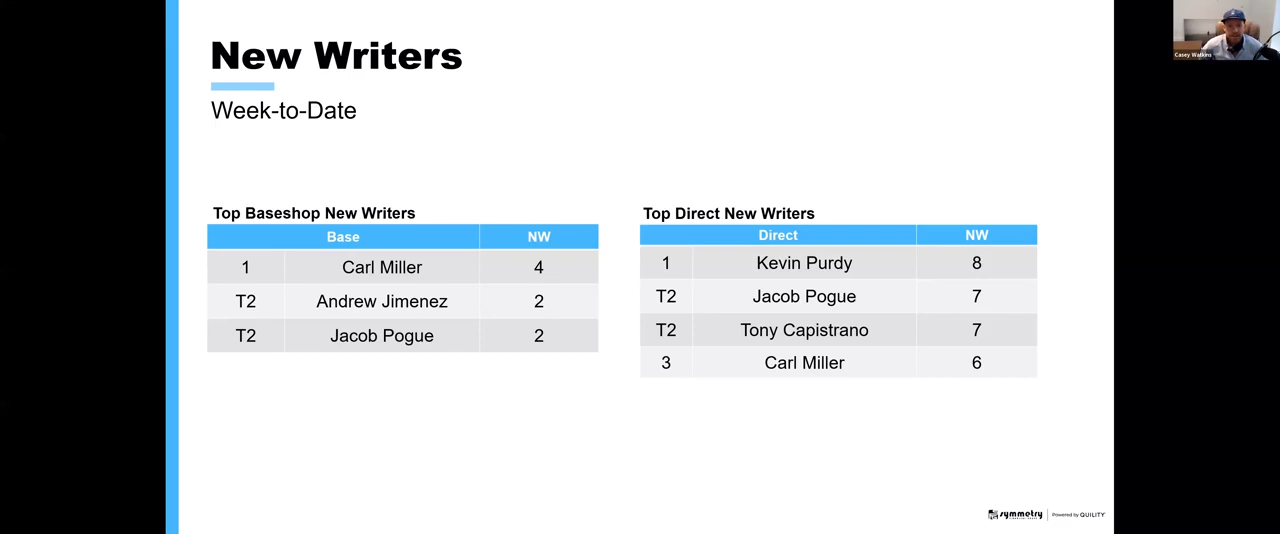 New Writers
Week-to-Date
Top Baseshop New Writers
Base NW
1 Carl Miller 4
T2 Andrew Jimenez 2
T2 Jacob Pogue 2
Top Direct New Writers
Direct NW
1 Kevin Purdy 8
T2 Jacob Pogue 7
T2 Tony Capistrano 7
3 Carl Miller 6
Casey Watkins
symmetry
Powered by QUILITY